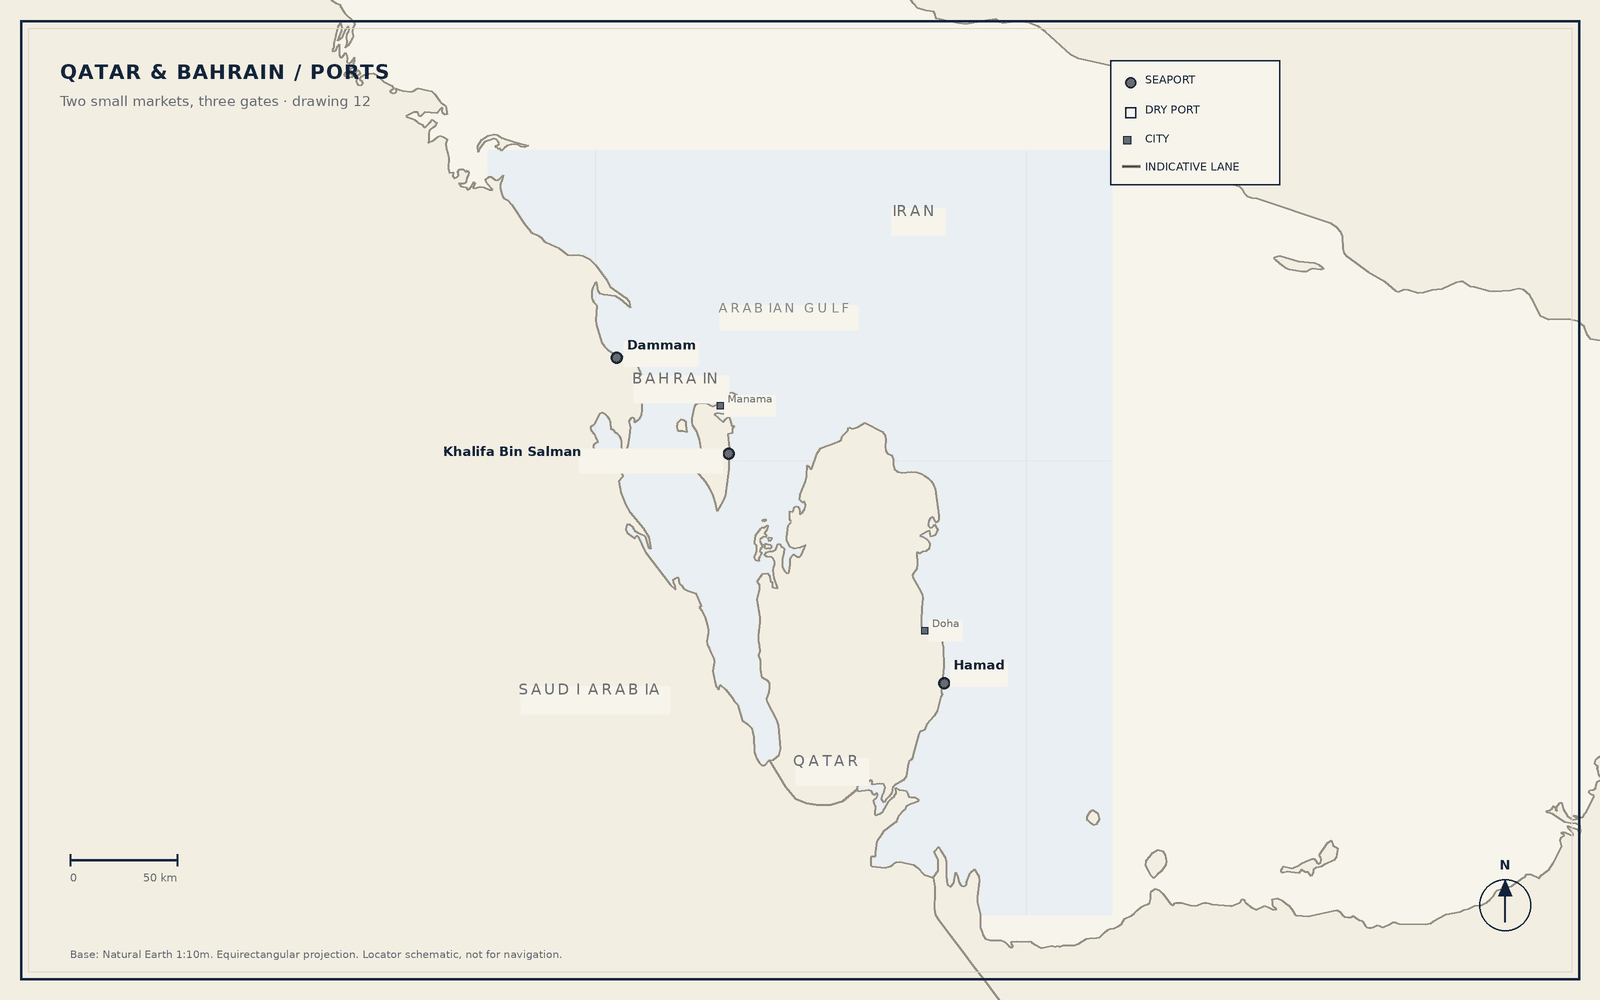 QATAR & BAHRAIN / PORTS
Two small markets, three gates · drawing 12
SEAPORT
DRY PORT
CITY
INDICATIVE LANE
IRAN
ARABIAN GULF
Dammam
BAHRAIN
Manama
Khalifa Bin Salman
Doha
Hamad
SAUDI ARABIA
QATAR
0 50 km
N
Base: Natural Earth 1:10m. Equirectangular projection. Locator schematic, not for navigation.